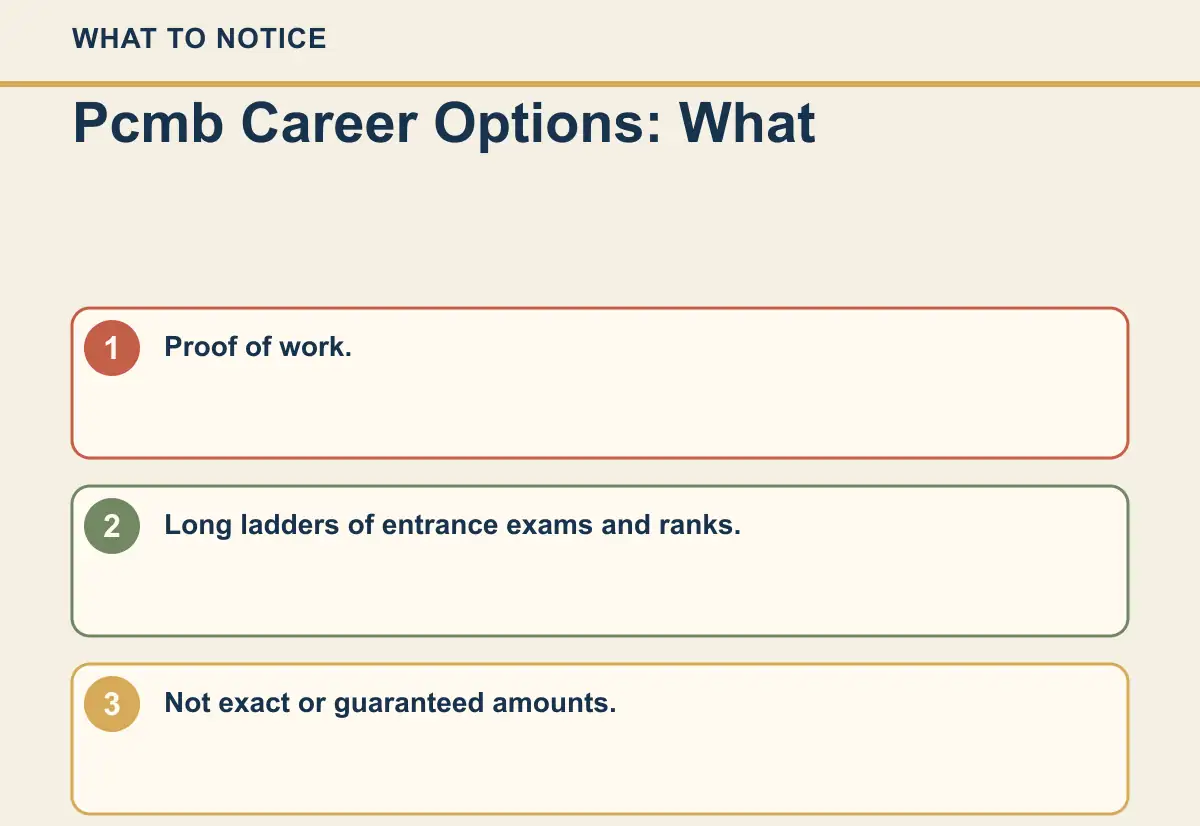 WHAT TO NOTICE
Pcmb Career Options: What
1 Proof of work.
2 Long ladders of entrance exams and ranks.
3 Not exact or guaranteed amounts.